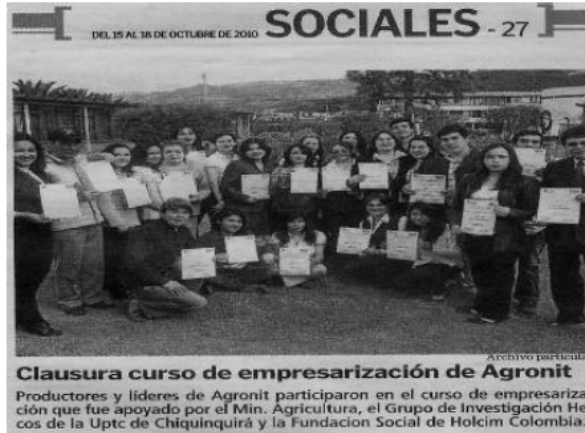 DEL 15 AL 18 DE OCTUBRE DE 2010 SOCIALES - 27
Archivo particula
Clausura curso de empresarización de Agronit
Productores y líderes de Agronit participaron en el curso de empresariza
ción que fue apoyado por el Min. Agricultura, el Grupo de Investigación He
cos de la Uptc de Chiquinquirá y la Fundacion Social de Holcim Colombia